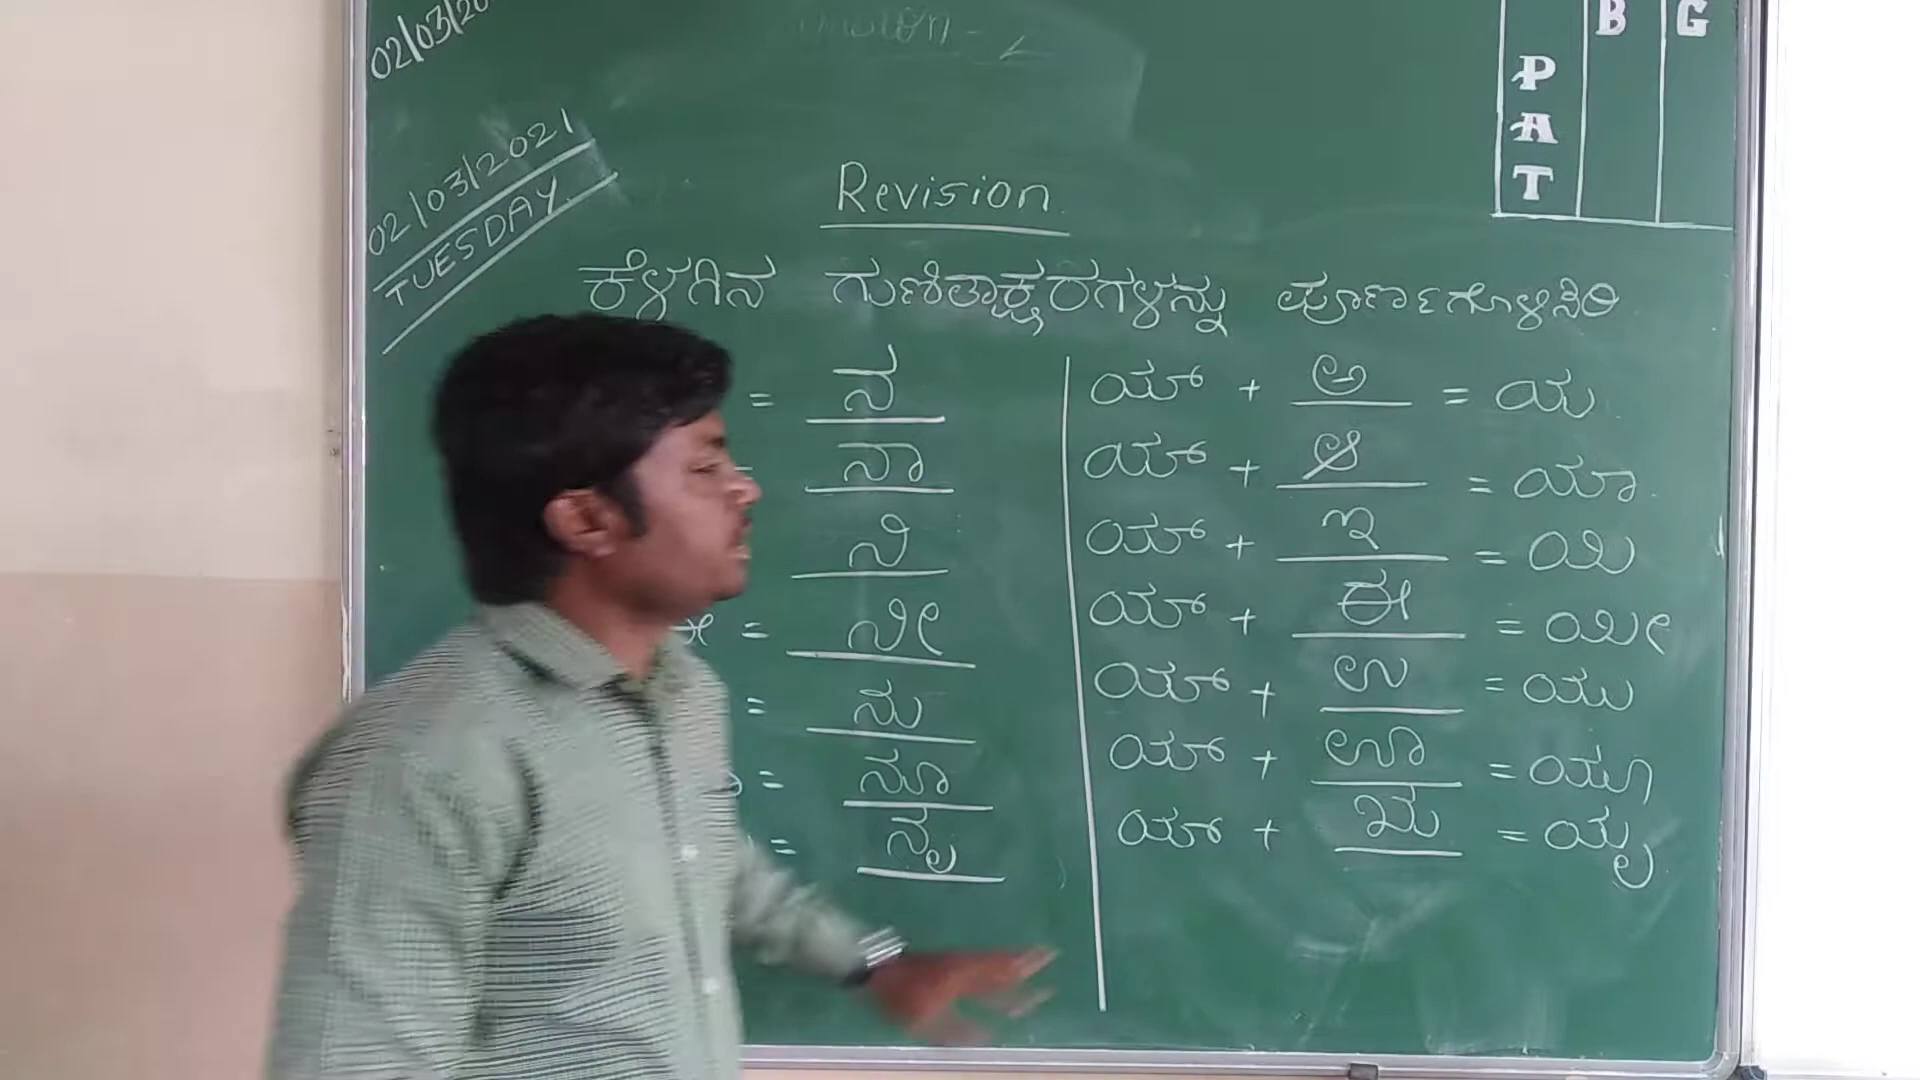 02/03/20
B G
P
A
T
02/03/2021
TUESDAY
Revision
ಕೆಳಗಿನ ಗುಣಿತಾಕ್ಷರಗಳನ್ನು ಪೂರ್ಣಗೊಳಿಸಿರಿ
= ನ
= ನಾ
ನಿ
ಈ = ನೀ
= ನು
= ನೂ
= ನೃ
ಯ್ + ಅ = ಯ
ಯ್ + ಆ = ಯಾ
ಯ್ + ಇ = ಯಿ
ಯ್ + ಈ = ಯೀ
ಯ್ + ಉ = ಯು
ಯ್ + ಊ = ಯೂ
ಯ್ + ಋ = ಯೃ